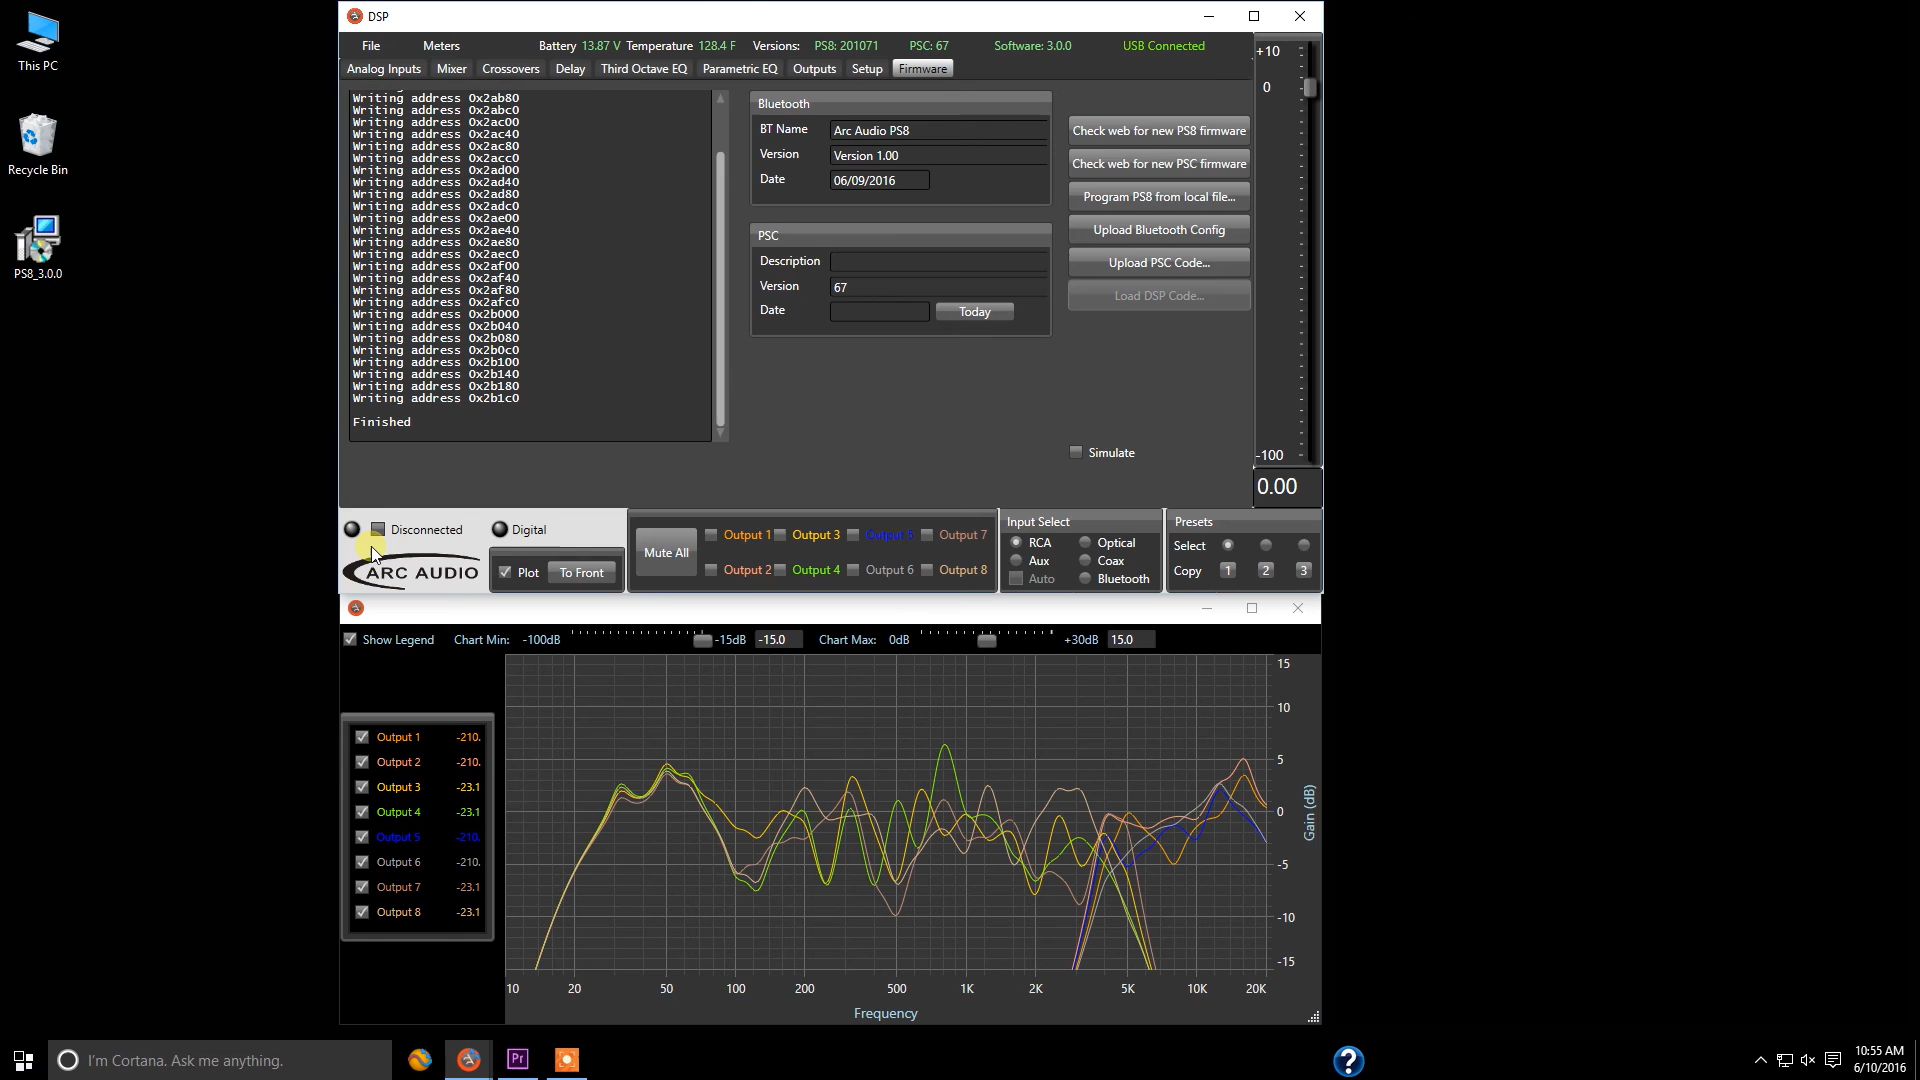 This PC
Recycle Bin
PS8_3.0.0
DSP
File Meters Battery 13.87 V Temperature 128.4 F Versions: PS8: 201071 PSC: 67 Software: 3.0.0 USB Connected
Analog Inputs Mixer Crossovers Delay Third Octave EQ Parametric EQ Outputs Setup Firmware
Writing address 0x2ab80
Writing address 0x2abc0
Writing address 0x2ac00
Writing address 0x2ac40
Writing address 0x2ac80
Writing address 0x2acc0
Writing address 0x2ad00
Writing address 0x2ad40
Writing address 0x2ad80
Writing address 0x2adc0
Writing address 0x2ae00
Writing address 0x2ae40
Writing address 0x2ae80
Writing address 0x2aec0
Writing address 0x2af00
Writing address 0x2af40
Writing address 0x2af80
Writing address 0x2afc0
Writing address 0x2b000
Writing address 0x2b040
Writing address 0x2b080
Writing address 0x2b0c0
Writing address 0x2b100
Writing address 0x2b140
Writing address 0x2b180
Writing address 0x2b1c0
Finished
Bluetooth
BT Name Arc Audio PS8
Version Version 1.00
Date 06/09/2016
PSC
Description
Version 67
Date Today
Check web for new PS8 firmware
Check web for new PSC firmware
Program PS8 from local file...
Upload Bluetooth Config
Upload PSC Code...
Load DSP Code...
Simulate
+10
0
-100
0.00
Disconnected Digital
ARC AUDIO
Plot To Front
Mute All
Output 1 Output 3 Output 5 Output 7
Output 2 Output 4 Output 6 Output 8
Input Select
RCA Optical
Aux Coax
Auto Bluetooth
Presets
Select
Copy 1 2 3
Show Legend Chart Min: -100dB -15dB -15.0 Chart Max: 0dB +30dB 15.0
Output 1 -210.
Output 2 -210.
Output 3 -23.1
Output 4 -23.1
Output 5 -210.
Output 6 -210.
Output 7 -23.1
Output 8 -23.1
15
10
5
0
-5
-10
-15
Gain (dB)
10 20 50 100 200 500 1K 2K 5K 10K 20K
Frequency
I'm Cortana. Ask me anything.
Pr
?
10:55 AM
6/10/2016